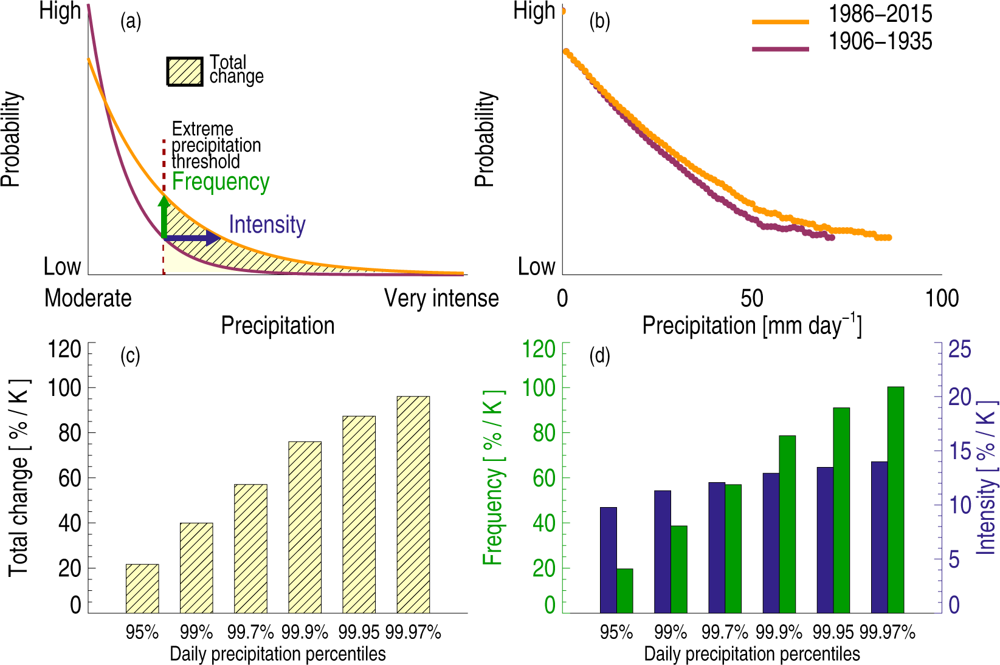 (a)
High
Probability
Low
Total
change
Extreme
precipitation
threshold
Frequency
Intensity
Moderate
Very intense
Precipitation
(b)
High
Probability
Low
1986−2015
1906−1935
0
50
100
Precipitation [mm day−1]
(c)
Total change [ % / K ]
120
100
80
60
40
20
0
95% 99% 99.7% 99.9% 99.95 99.97%
Daily precipitation percentiles
(d)
Frequency [ % / K ]
120
100
80
60
40
20
0
25
20
15
10
5
0
Intensity [ % / K ]
95% 99% 99.7% 99.9% 99.95 99.97%
Daily precipitation percentiles